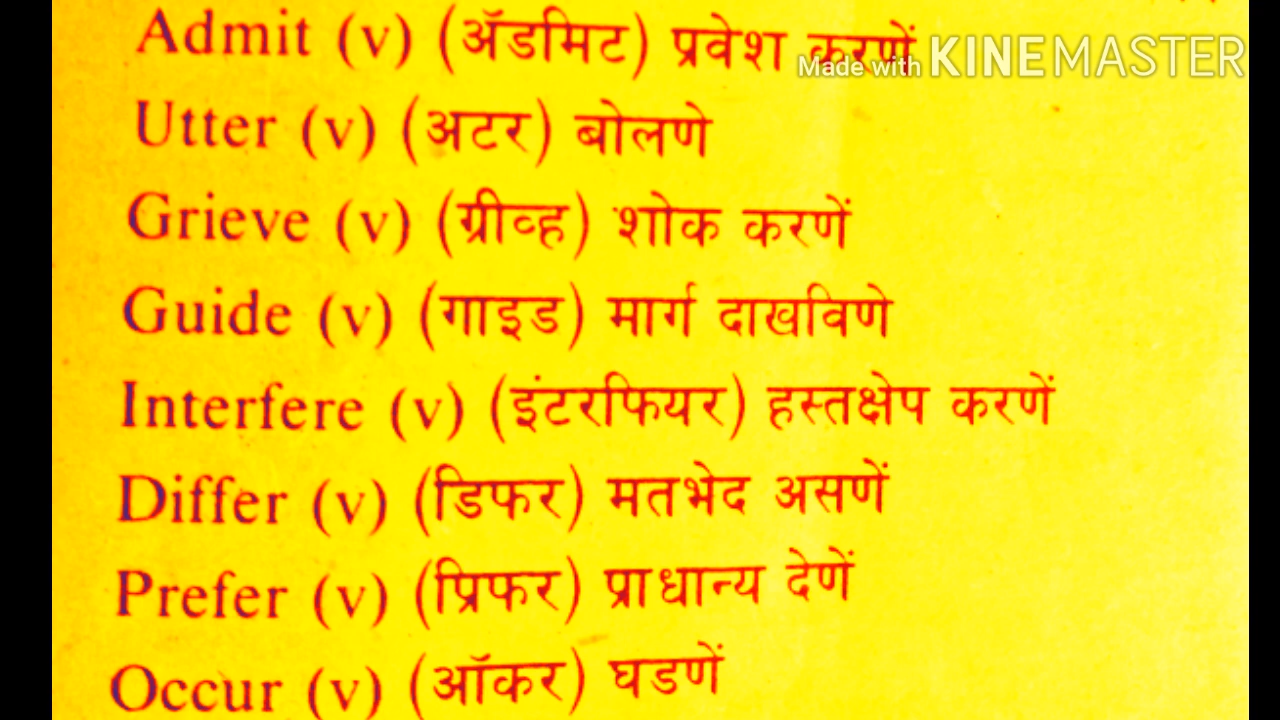 Admit (v) (ॲडमिट) प्रवेश करणें
Made with KINEMASTER
Utter (v) (अटर) बोलणे
Grieve (v) (ग्रीव्ह) शोक करणें
Guide (v) (गाइड) मार्ग दाखविणे
Interfere (v) (इंटरफियर) हस्तक्षेप करणें
Differ (v) (डिफर) मतभेद असणें
Prefer (v) (प्रिफर) प्राधान्य देणें
Occur (v) (ऑकर) घडणें